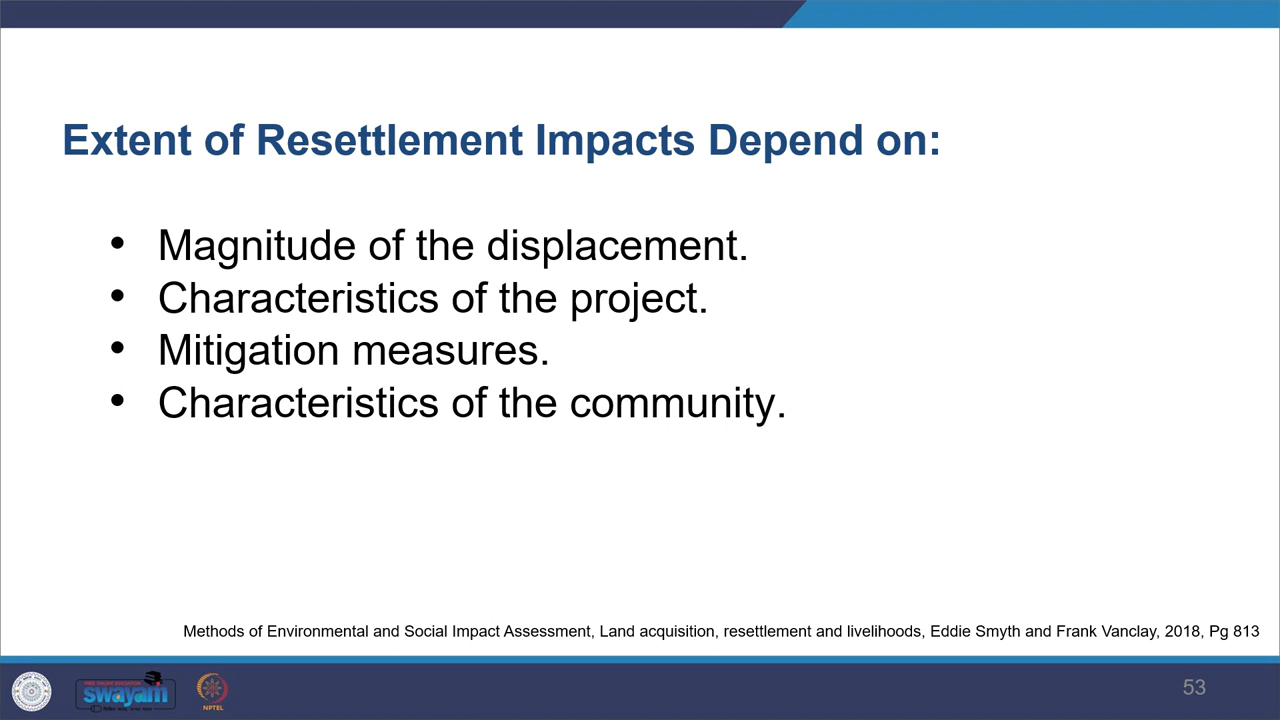 Extent of Resettlement Impacts Depend on:
• Magnitude of the displacement.
• Characteristics of the project.
• Mitigation measures.
• Characteristics of the community.
Methods of Environmental and Social Impact Assessment, Land acquisition, resettlement and livelihoods, Eddie Smyth and Frank Vanclay, 2018, Pg 813
swayam
NPTEL
53